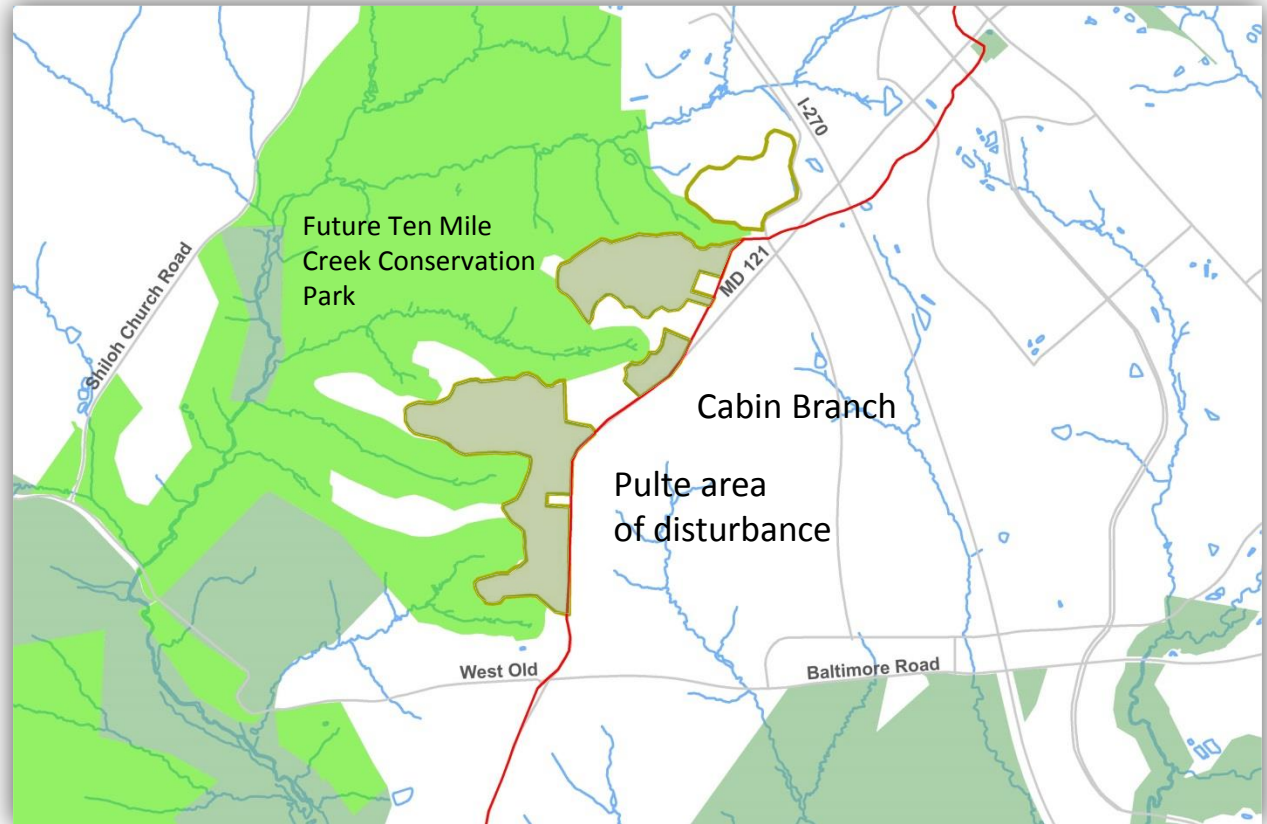 I-270
Future Ten Mile
Creek Conservation
Park
Shiloh Church Road
MD 121
Cabin Branch
Pulte area
of disturbance
West Old
Baltimore Road